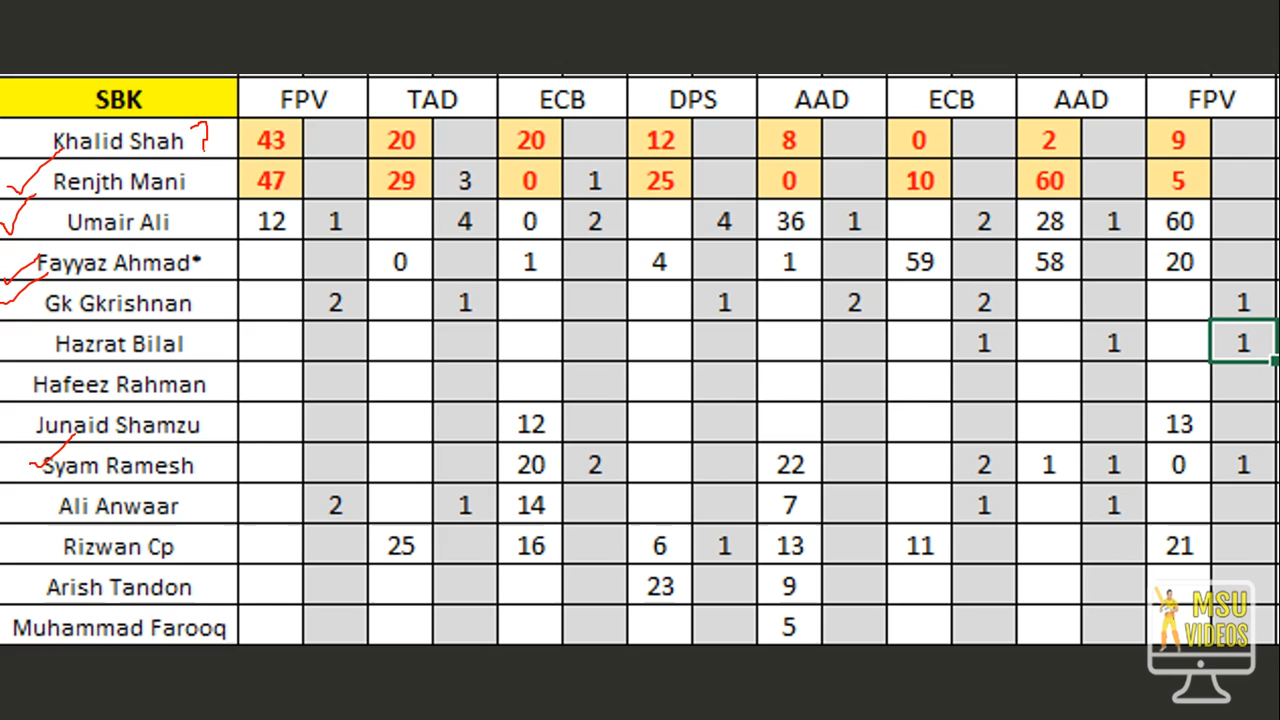 SBK FPV TAD ECB DPS AAD ECB AAD FPV
Khalid Shah ? 43 20 20 12 8 0 2 9
Renjth Mani 47 29 3 0 1 25 0 10 60 5
Umair Ali 12 1 4 0 2 4 36 1 2 28 1 60
Fayyaz Ahmad* 0 1 4 1 59 58 20
Gk Gkrishnan 2 1 1 2 2 1
Hazrat Bilal 1 1 1
Hafeez Rahman
Junaid Shamzu 12 13
Syam Ramesh 20 2 22 2 1 1 0 1
Ali Anwaar 2 1 14 7 1 1
Rizwan Cp 25 16 6 1 13 11 21
Arish Tandon 23 9
Muhammad Farooq 5
MSU
VIDEOS